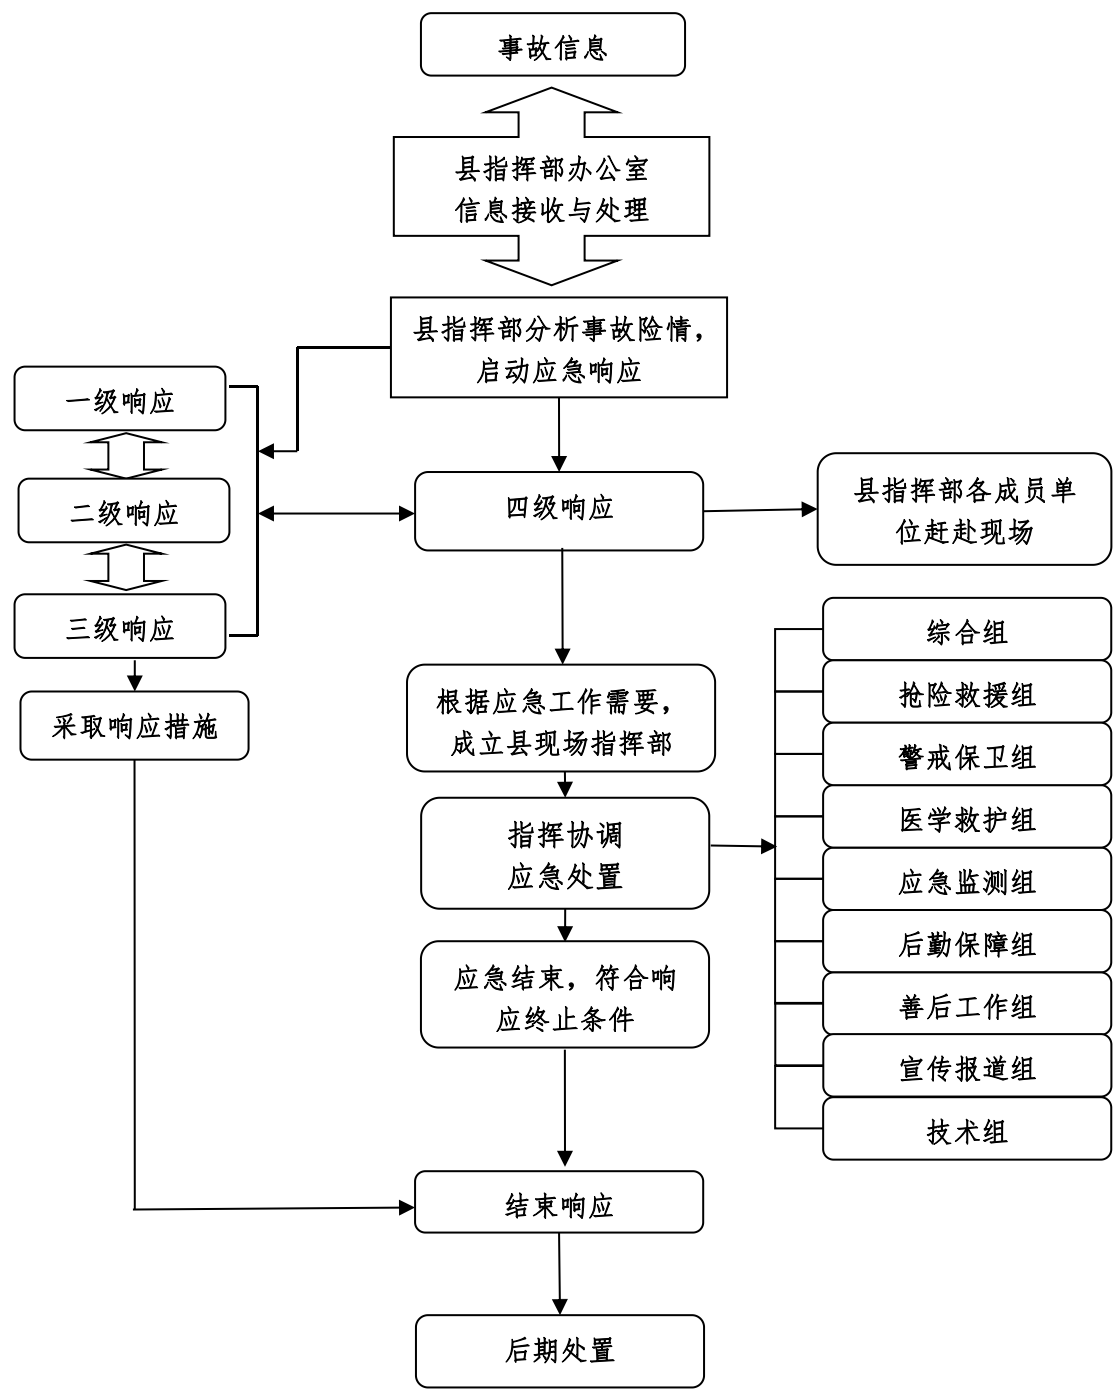 事故信息
县指挥部办公室
信息接收与处理
县指挥部分析事故险情，
启动应急响应
一级响应
二级响应
三级响应
采取响应措施
四级响应
县指挥部各成员单
位赶赴现场
根据应急工作需要，
成立县现场指挥部
指挥协调
应急处置
综合组
抢险救援组
警戒保卫组
医学救护组
应急监测组
后勤保障组
善后工作组
宣传报道组
技术组
应急结束，符合响
应终止条件
结束响应
后期处置